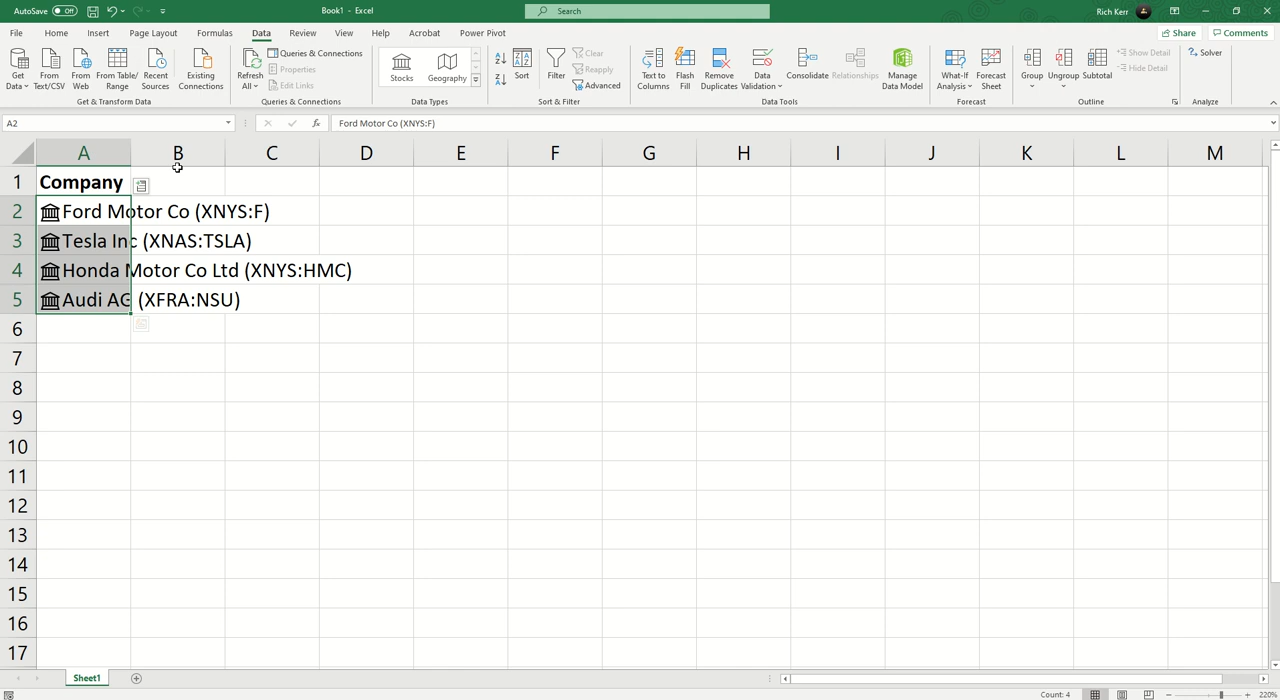 AutoSave Off Book1 - Excel Search Rich Kerr
File Home Insert Page Layout Formulas Data Review View Help Acrobat Power Pivot Share Comments
Get Data From Text/CSV From Web From Table/Range Recent Sources Existing Connections
Get & Transform Data
Refresh All Queries & Connections Properties Edit Links
Queries & Connections
Stocks Geography
Data Types
Sort Filter Clear Reapply Advanced
Sort & Filter
Text to Columns Flash Fill Remove Duplicates Data Validation Consolidate Relationships Manage Data Model
Data Tools
What-If Analysis Forecast Sheet
Forecast
Group Ungroup Subtotal Show Detail Hide Detail
Outline
Solver
Analyze
A2 fx Ford Motor Co (XNYS:F)
A B C D E F G H I J K L M
1 Company
2 Ford Motor Co (XNYS:F)
3 Tesla Inc (XNAS:TSLA)
4 Honda Motor Co Ltd (XNYS:HMC)
5 Audi AG (XFRA:NSU)
6
7
8
9
10
11
12
13
14
15
16
17
Sheet1
Count: 4 220%